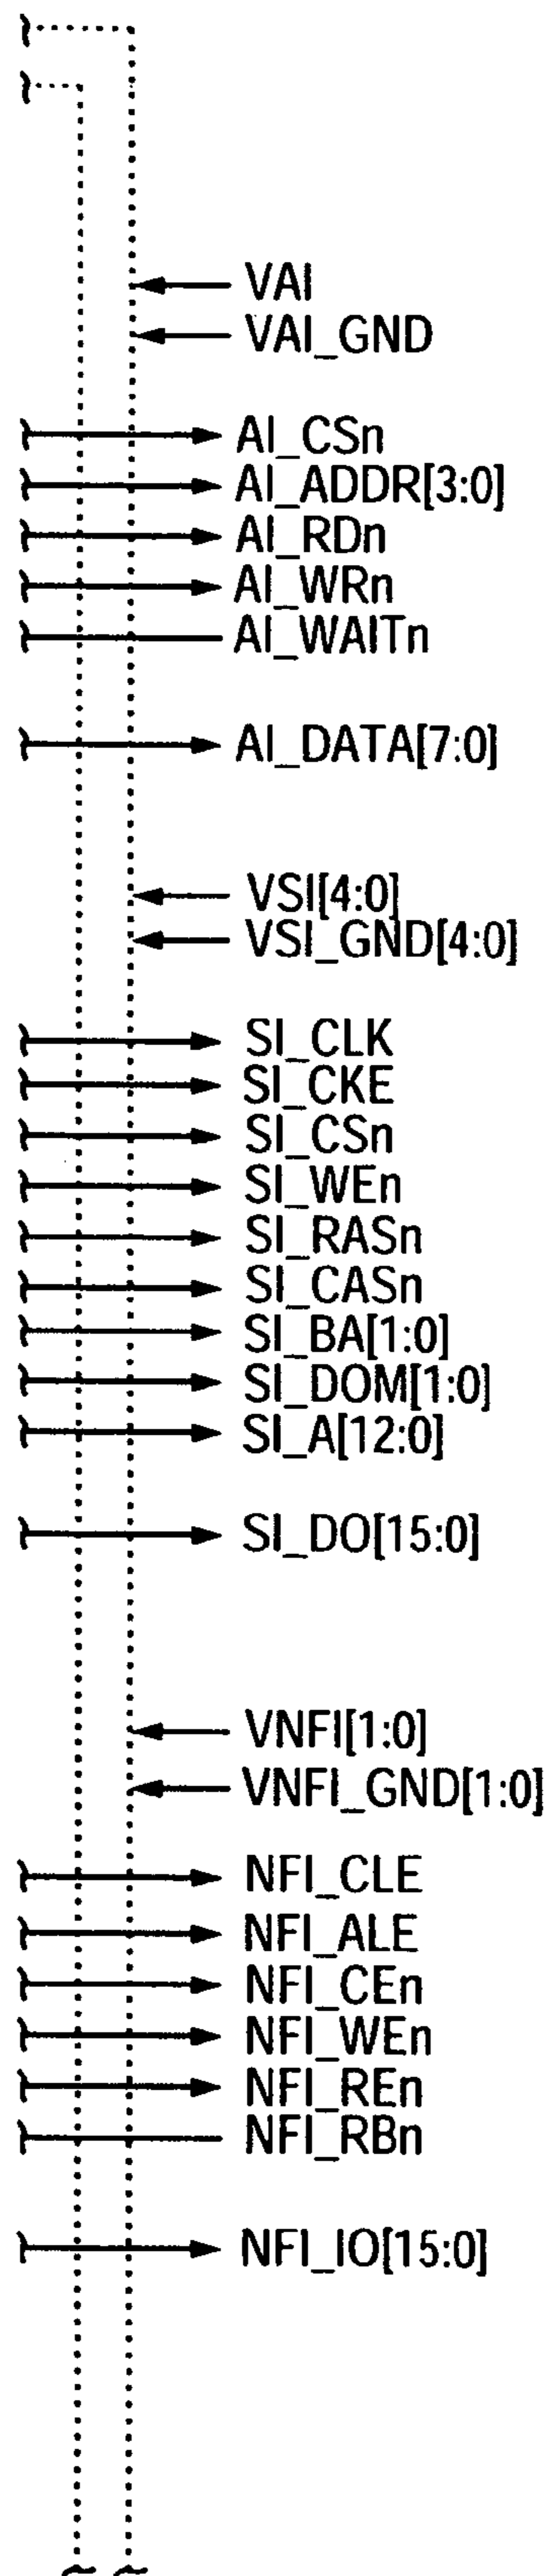 VAI
VAI_GND
AI_CSn
AI_ADDR[3:0]
AI_RDn
AI_WRn
AI_WAITn
AI_DATA[7:0]
VSI[4:0]
VSI_GND[4:0]
SI_CLK
SI_CKE
SI_CSn
SI_WEn
SI_RASn
SI_CASn
SI_BA[1:0]
SI_DOM[1:0]
SI_A[12:0]
SI_DO[15:0]
VNFI[1:0]
VNFI_GND[1:0]
NFI_CLE
NFI_ALE
NFI_CEn
NFI_WEn
NFI_REn
NFI_RBn
NFI_IO[15:0]